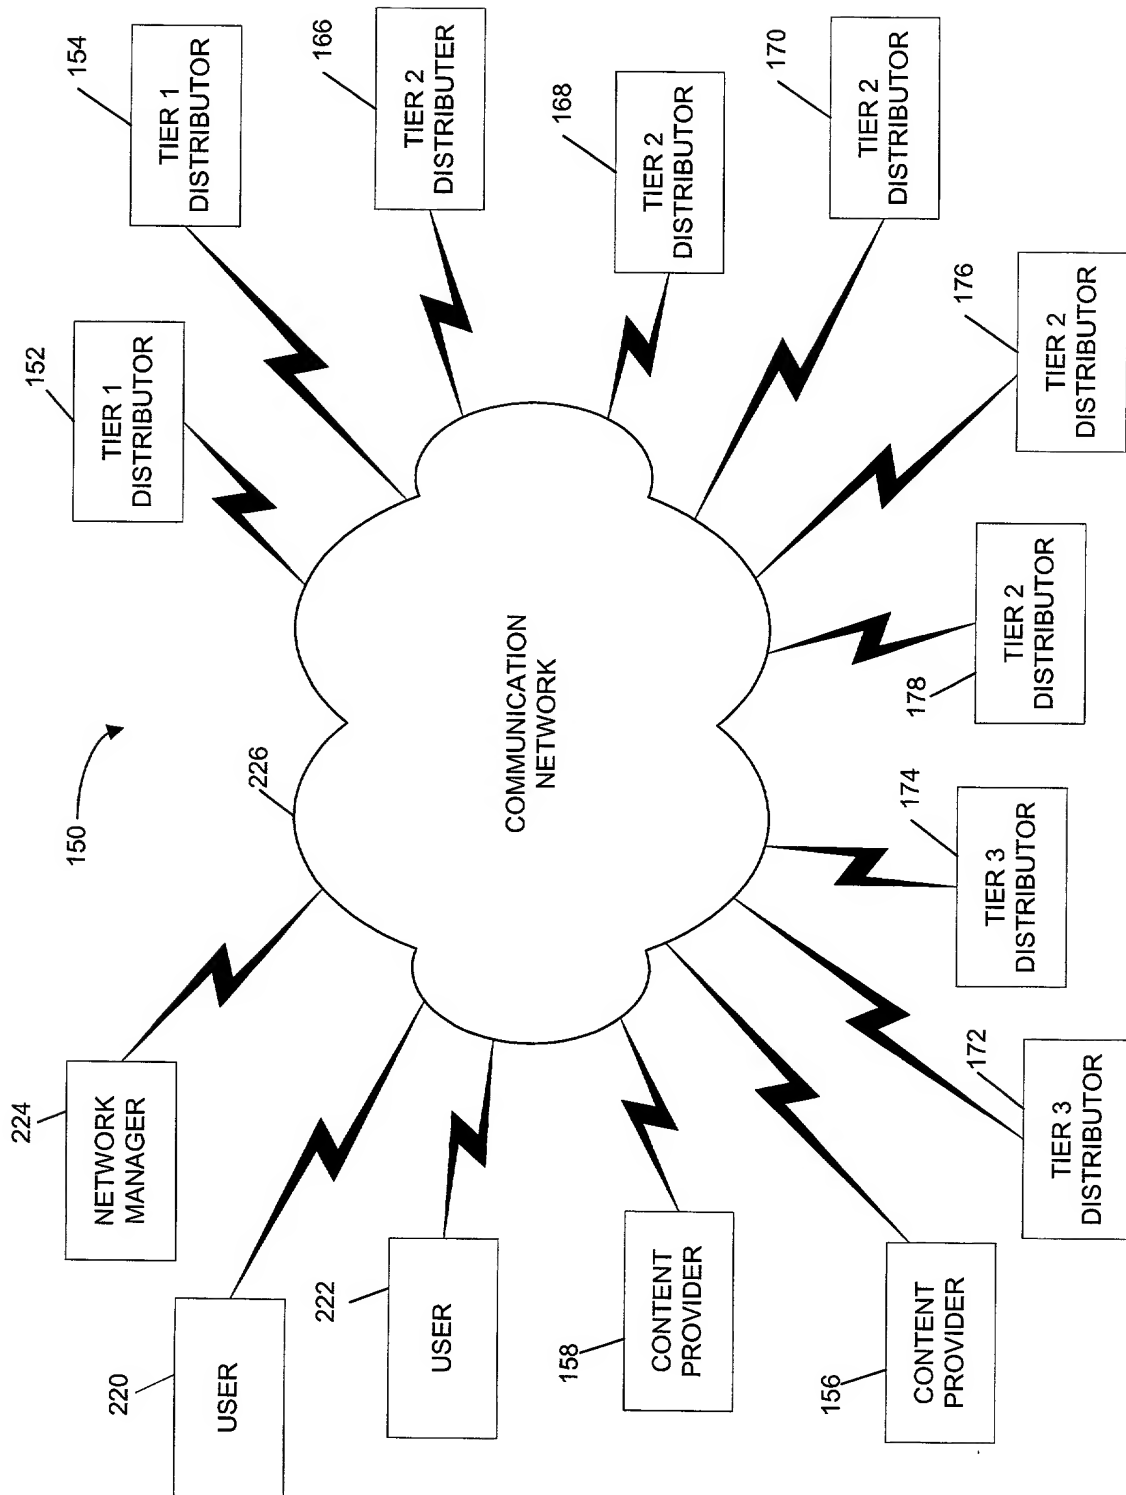 150
224
NETWORK
MANAGER
152
TIER 1
DISTRIBUTOR
154
TIER 1
DISTRIBUTOR
220
USER
226
166
TIER 2
DISTRIBUTER
222
USER
COMMUNICATION
NETWORK
168
TIER 2
DISTRIBUTOR
158
CONTENT
PROVIDER
170
TIER 2
DISTRIBUTOR
156
CONTENT
PROVIDER
172
TIER 3
DISTRIBUTOR
174
TIER 3
DISTRIBUTOR
178
TIER 2
DISTRIBUTOR
176
TIER 2
DISTRIBUTOR